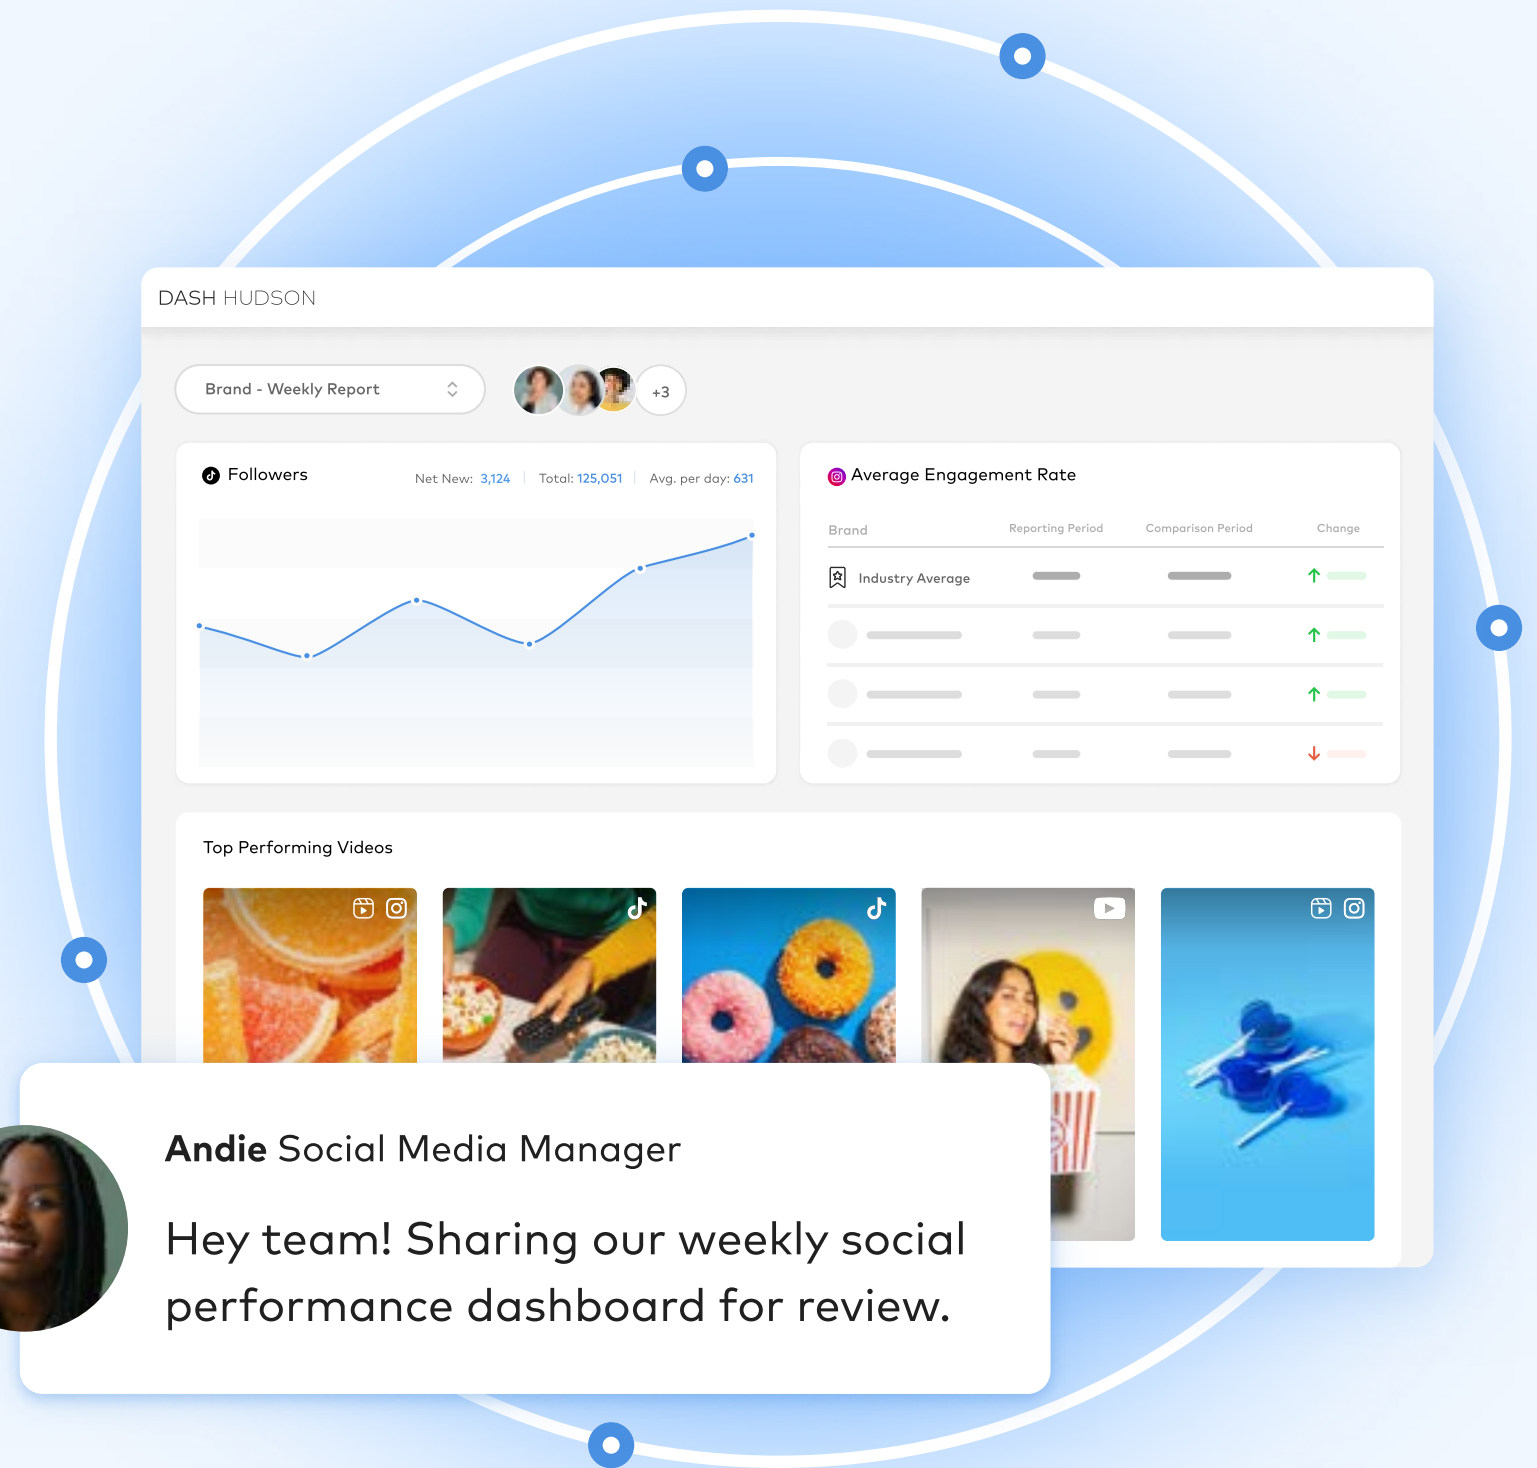 DASH HUDSON
Brand - Weekly Report
+3
Followers
Net New: 3,124
Total: 125,051
Avg. per day: 631
Average Engagement Rate
Brand
Reporting Period
Comparison Period
Change
Industry Average
Top Performing Videos
Andie Social Media Manager
Hey team! Sharing our weekly social
performance dashboard for review.